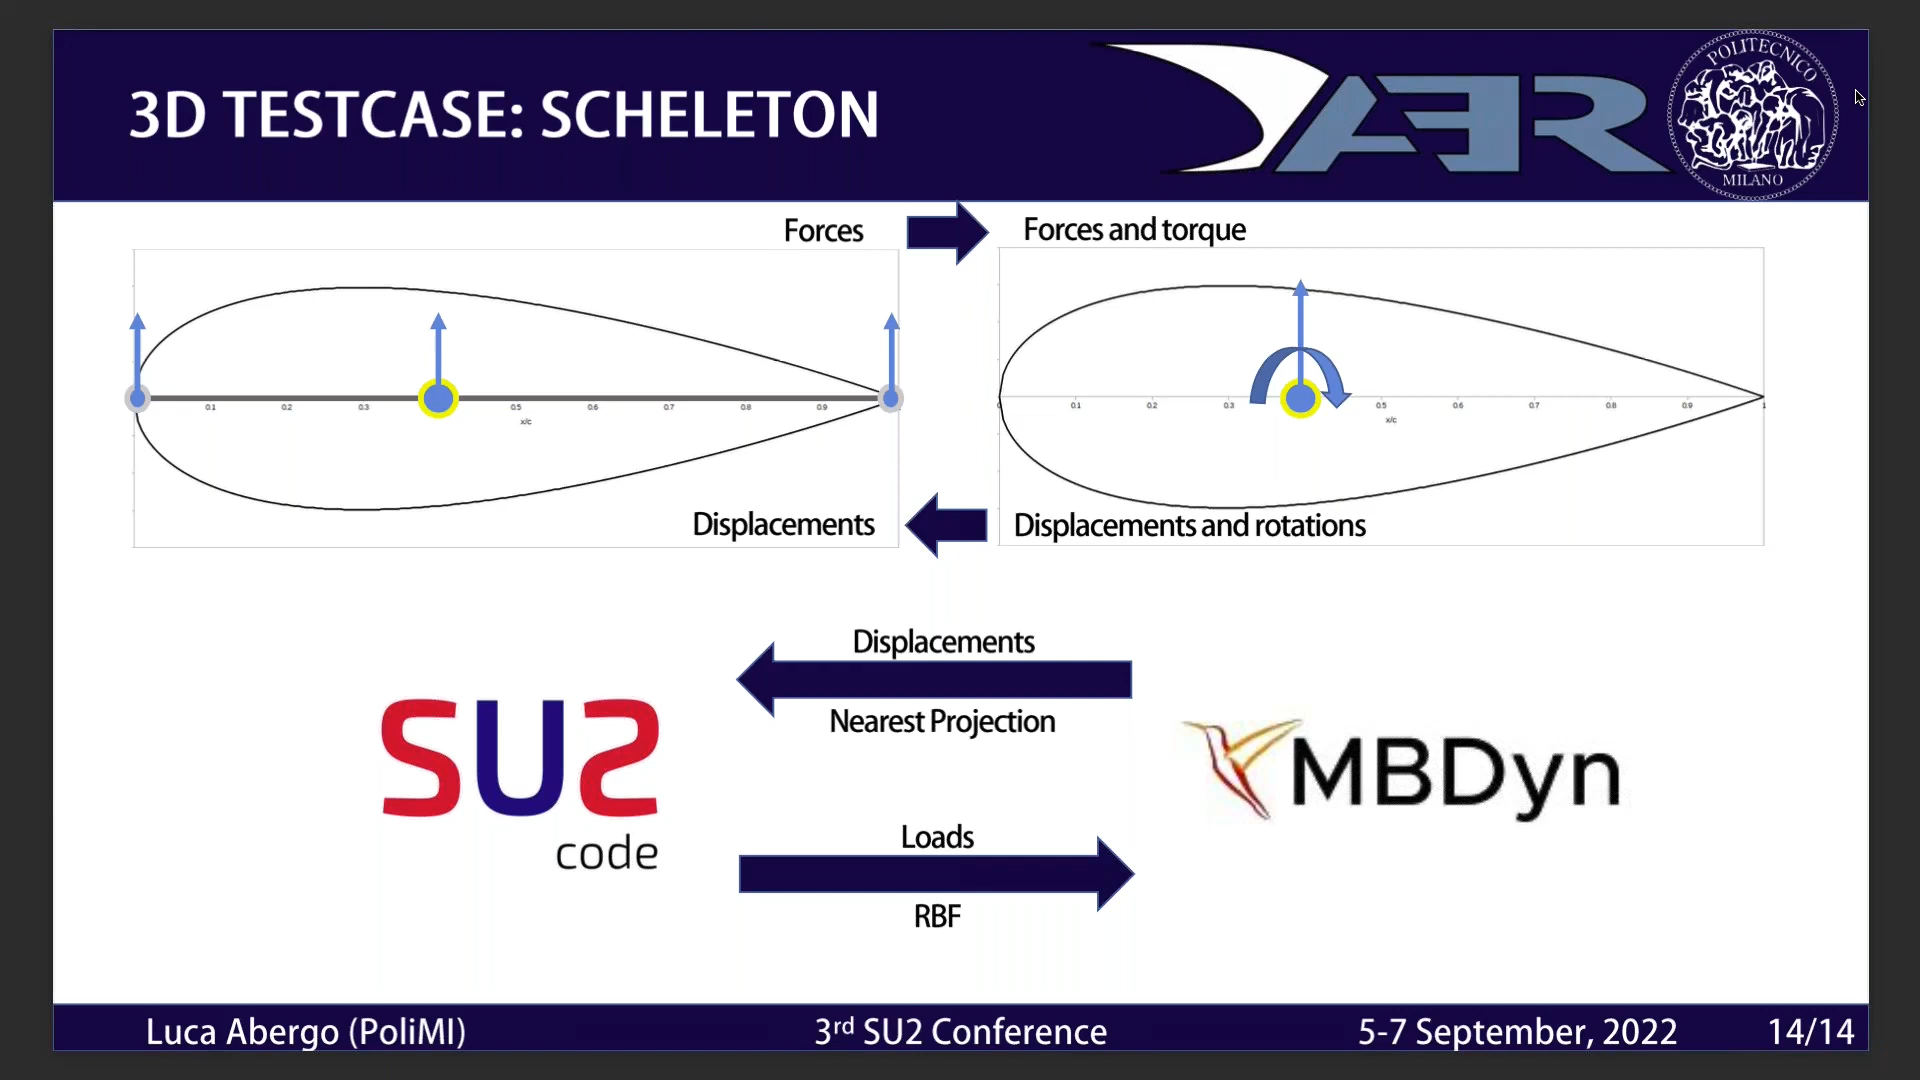 3D TESTCASE: SCHELETON
POLITECNICO
MILANO
DAER
Forces
Forces and torque
0.1 0.2 0.3 0.5 0.6 0.7 0.8 0.9
x/c
0 0.1 0.2 0.3 0.5 0.6 0.7 0.8 0.9 1
x/c
Displacements
Displacements and rotations
Displacements
Nearest Projection
SU2
code
MBDyn
Loads
RBF
Luca Abergo (PoliMI)
3rd SU2 Conference
5-7 September, 2022
14/14